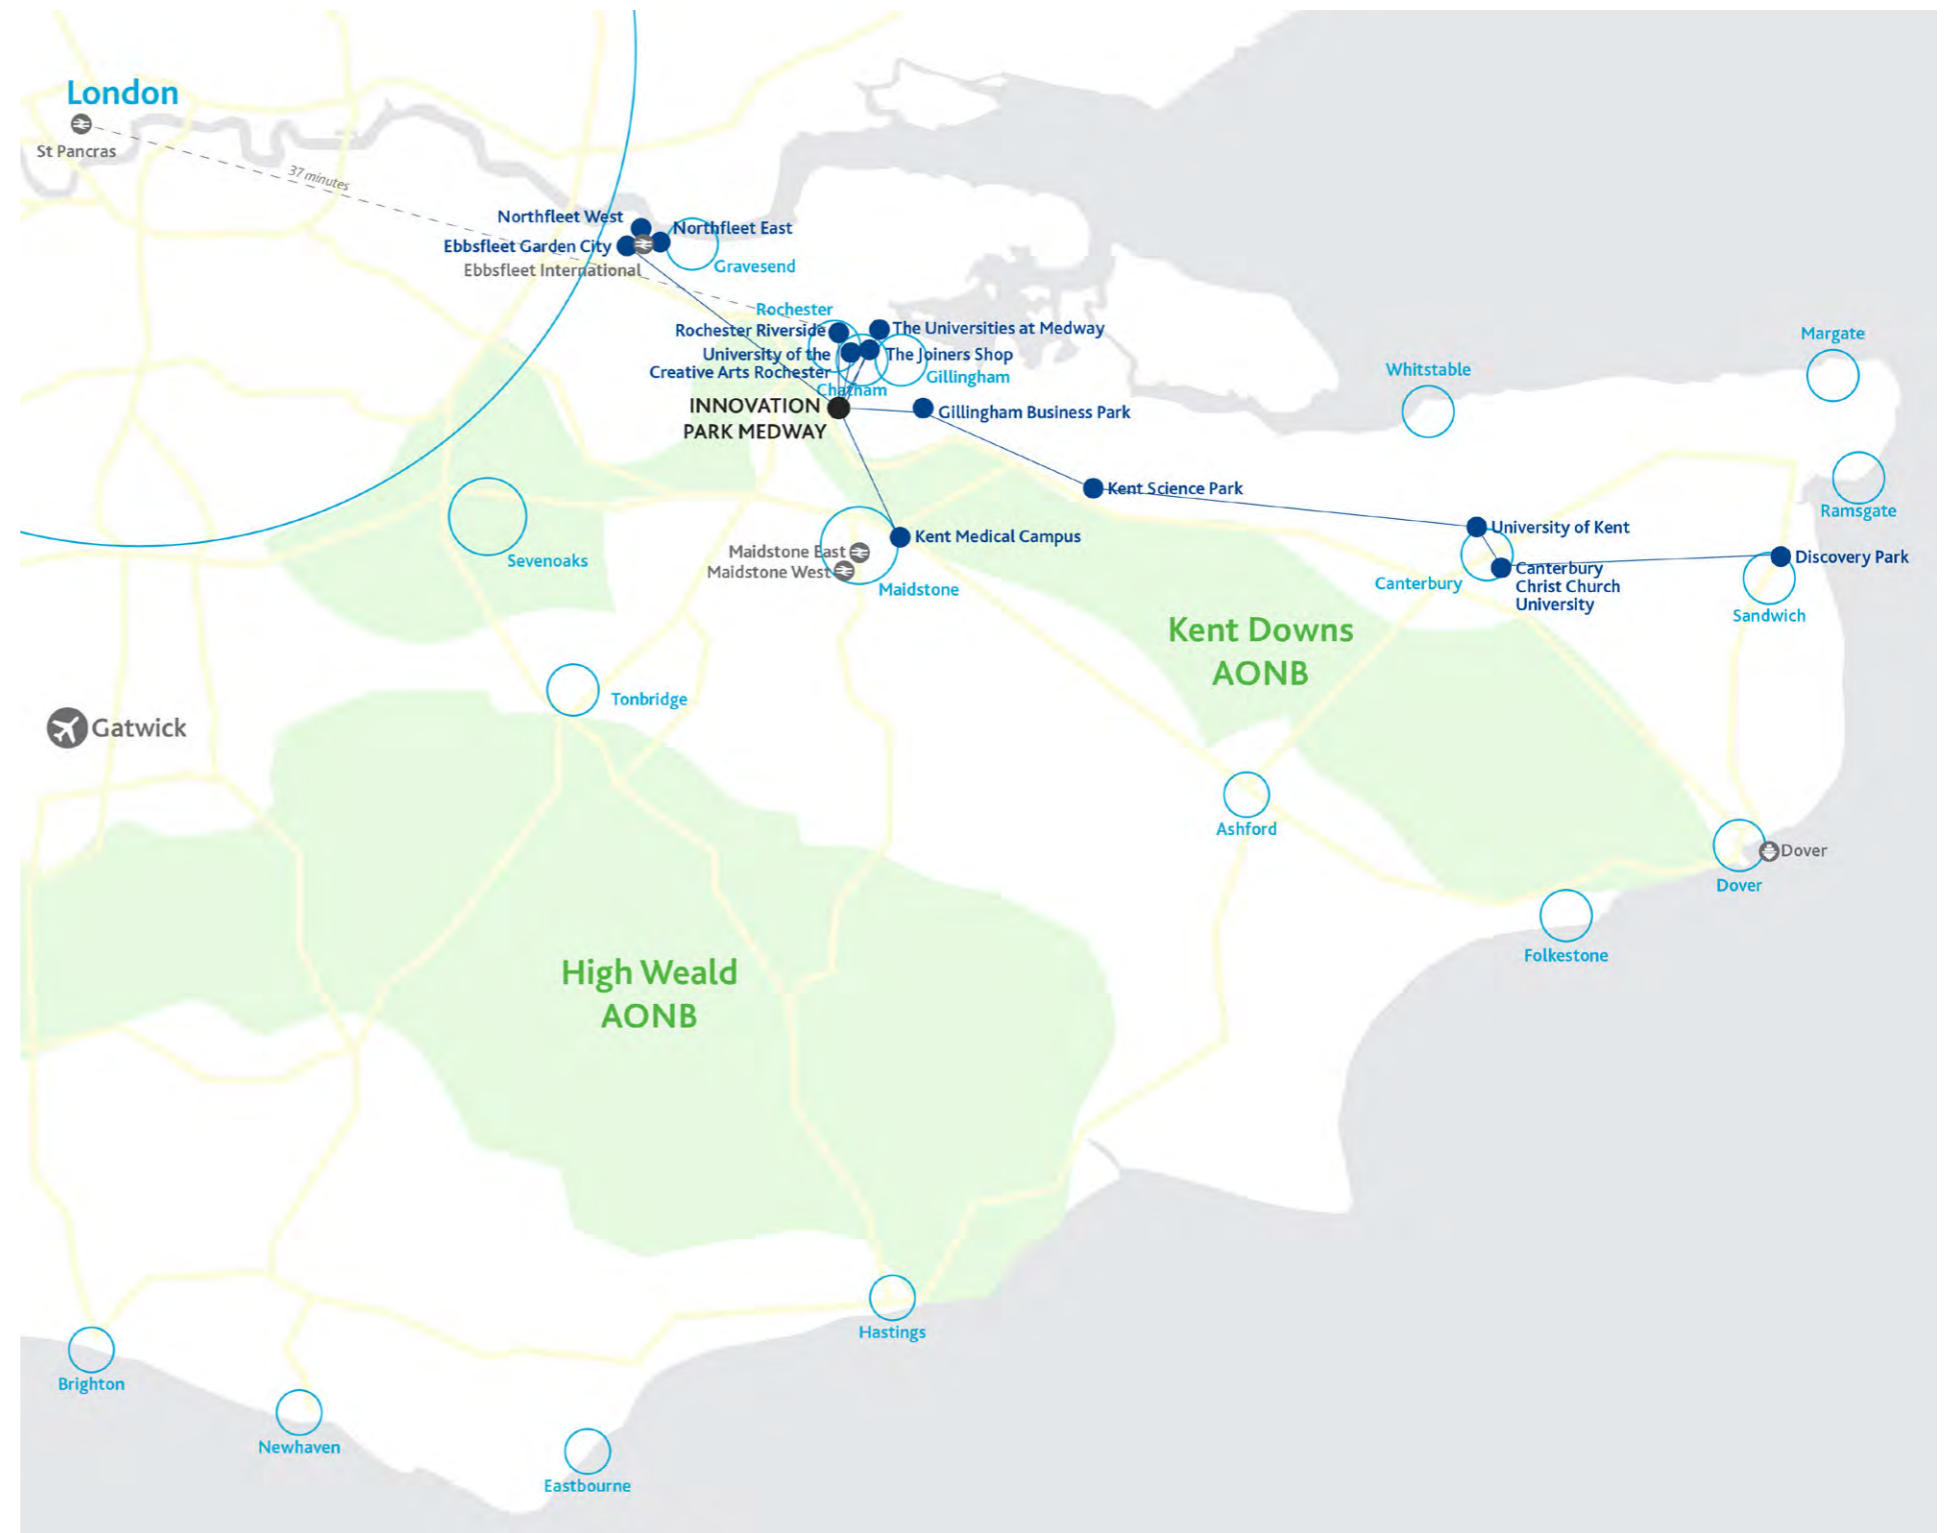 London
St Pancras
37 minutes
Northfleet West
Northfleet East
Ebbsfleet Garden City
Ebbsfleet International
Gravesend
Rochester
Rochester Riverside
The Universities at Medway
University of the
Creative Arts Rochester
The Joiners Shop
Gillingham
Chatham
INNOVATION
PARK MEDWAY
Gillingham Business Park
Margate
Whitstable
Kent Science Park
Ramsgate
University of Kent
Kent Medical Campus
Maidstone East
Maidstone West
Maidstone
Sevenoaks
Canterbury
Canterbury
Christ Church
University
Discovery Park
Sandwich
Kent Downs
AONB
Tonbridge
Gatwick
Ashford
Dover
Dover
Folkestone
High Weald
AONB
Hastings
Brighton
Newhaven
Eastbourne